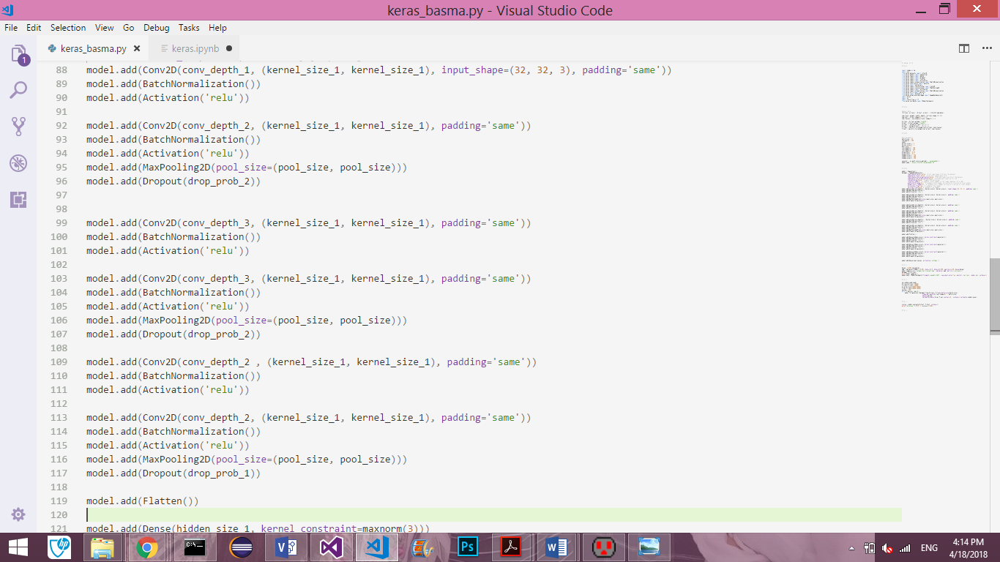 keras_basma.py - Visual Studio Code
File Edit Selection View Go Debug Tasks Help
keras_basma.py keras.ipynb
1
88 model.add(Conv2D(conv_depth_1, (kernel_size_1, kernel_size_1), input_shape=(32, 32, 3), padding='same'))
89 model.add(BatchNormalization())
90 model.add(Activation('relu'))
91
92 model.add(Conv2D(conv_depth_2, (kernel_size_1, kernel_size_1), padding='same'))
93 model.add(BatchNormalization())
94 model.add(Activation('relu'))
95 model.add(MaxPooling2D(pool_size=(pool_size, pool_size)))
96 model.add(Dropout(drop_prob_2))
97
98
99 model.add(Conv2D(conv_depth_3, (kernel_size_1, kernel_size_1), padding='same'))
100 model.add(BatchNormalization())
101 model.add(Activation('relu'))
102
103 model.add(Conv2D(conv_depth_3, (kernel_size_1, kernel_size_1), padding='same'))
104 model.add(BatchNormalization())
105 model.add(Activation('relu'))
106 model.add(MaxPooling2D(pool_size=(pool_size, pool_size)))
107 model.add(Dropout(drop_prob_2))
108
109 model.add(Conv2D(conv_depth_2 , (kernel_size_1, kernel_size_1), padding='same'))
110 model.add(BatchNormalization())
111 model.add(Activation('relu'))
112
113 model.add(Conv2D(conv_depth_2, (kernel_size_1, kernel_size_1), padding='same'))
114 model.add(BatchNormalization())
115 model.add(Activation('relu'))
116 model.add(MaxPooling2D(pool_size=(pool_size, pool_size)))
117 model.add(Dropout(drop_prob_1))
118
119 model.add(Flatten())
120
121 model.add(Dense(hidden_size_1, kernel_constraint=maxnorm(3)))
ENG 4:14 PM
4/18/2018